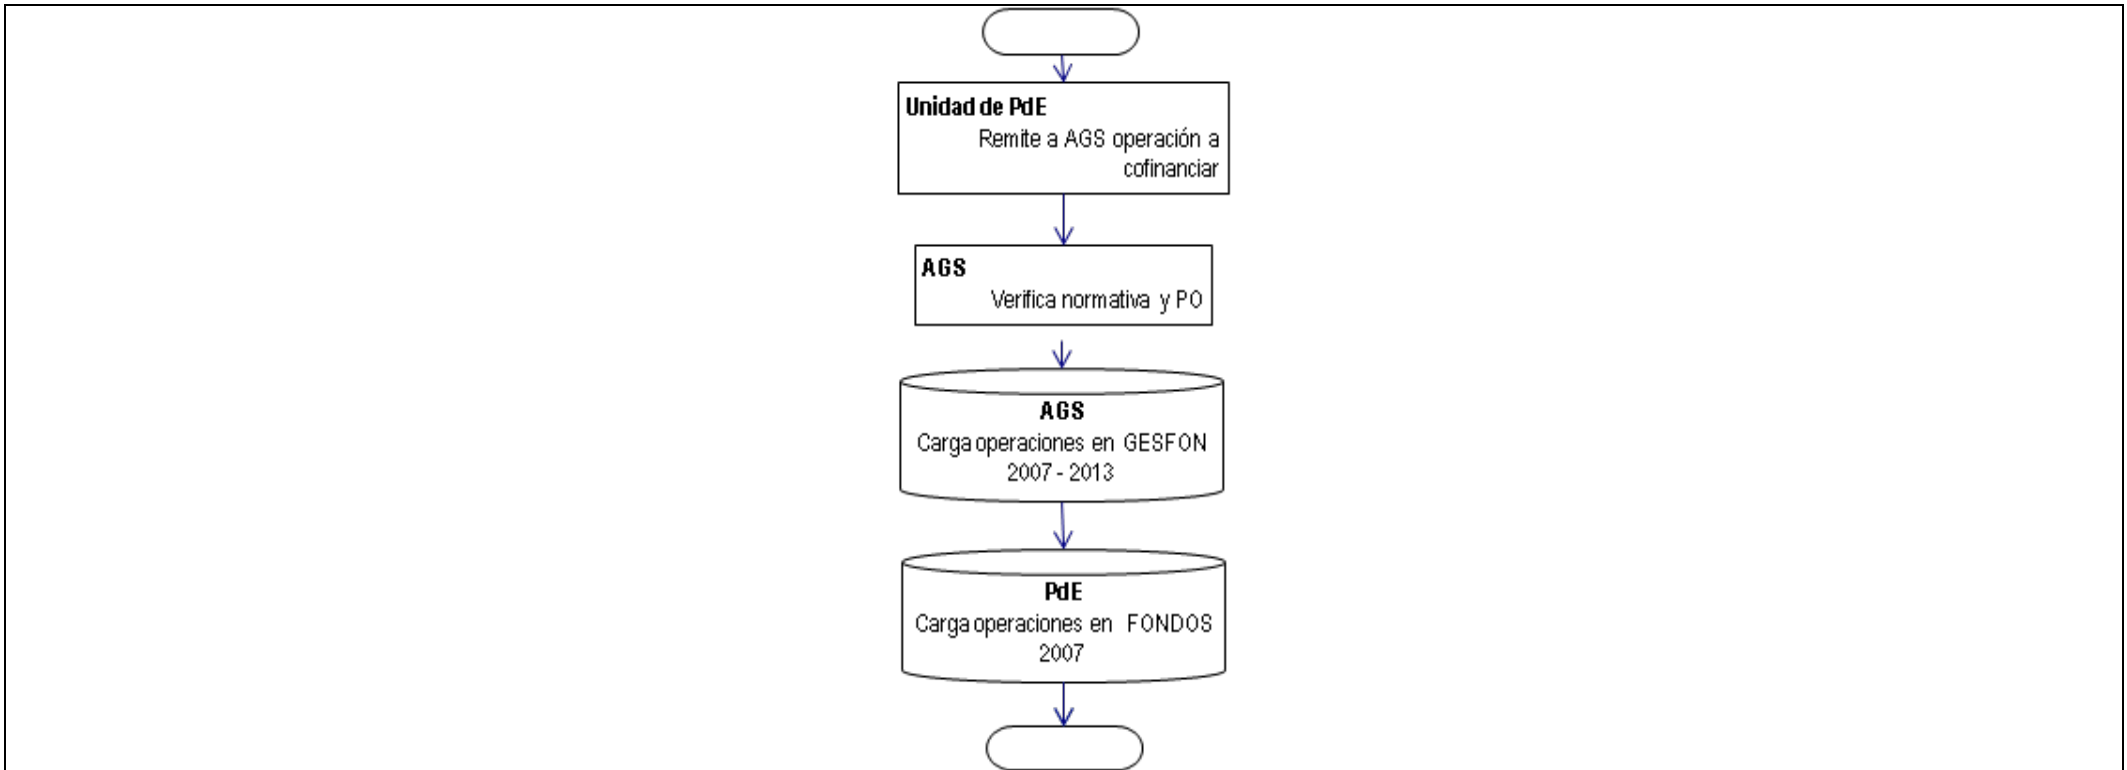 Unidad de PdE
Remite a AGS operación a
cofinanciar
AGS
Verifica normativa y PO
AGS
Carga operaciones en GESFON
2007 - 2013
PdE
Carga operaciones en FONDOS
2007